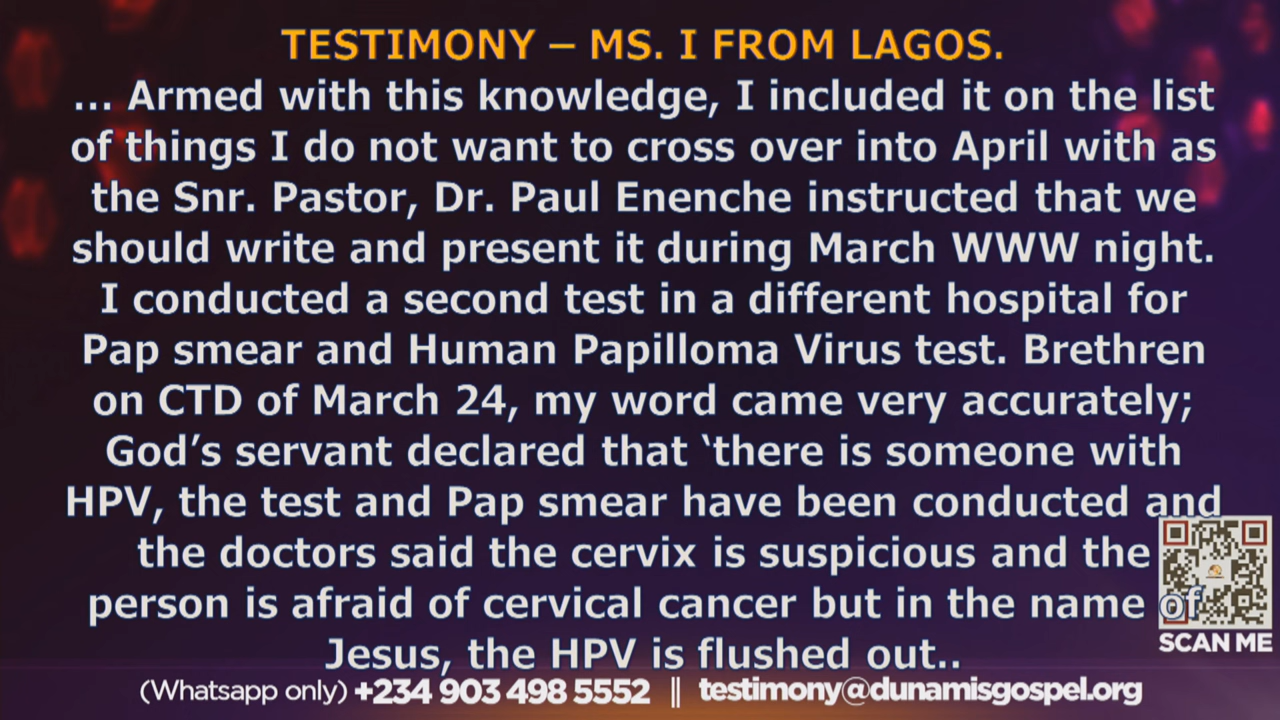 TESTIMONY – MS. I FROM LAGOS.
... Armed with this knowledge, I included it on the list
of things I do not want to cross over into April with as
the Snr. Pastor, Dr. Paul Enenche instructed that we
should write and present it during March WWW night.
I conducted a second test in a different hospital for
Pap smear and Human Papilloma Virus test. Brethren
on CTD of March 24, my word came very accurately;
God’s servant declared that ‘there is someone with
HPV, the test and Pap smear have been conducted and
the doctors said the cervix is suspicious and the
person is afraid of cervical cancer but in the name of
Jesus, the HPV is flushed out..
SCAN ME
(Whatsapp only) +234 903 498 5552 || testimony@dunamisgospel.org